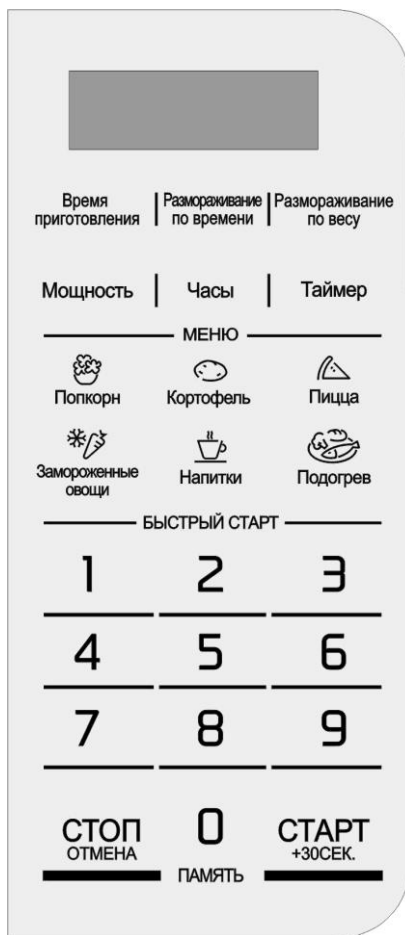 Время приготовления
Размораживание по времени
Размораживание по весу
Мощность
Часы
Таймер
МЕНЮ
Попкорн
Кортофель
Пицца
Замороженные овощи
Напитки
Подогрев
БЫСТРЫЙ СТАРТ
1
2
3
4
5
6
7
8
9
СТОП
ОТМЕНА
0
ПАМЯТЬ
СТАРТ
+30СЕК.